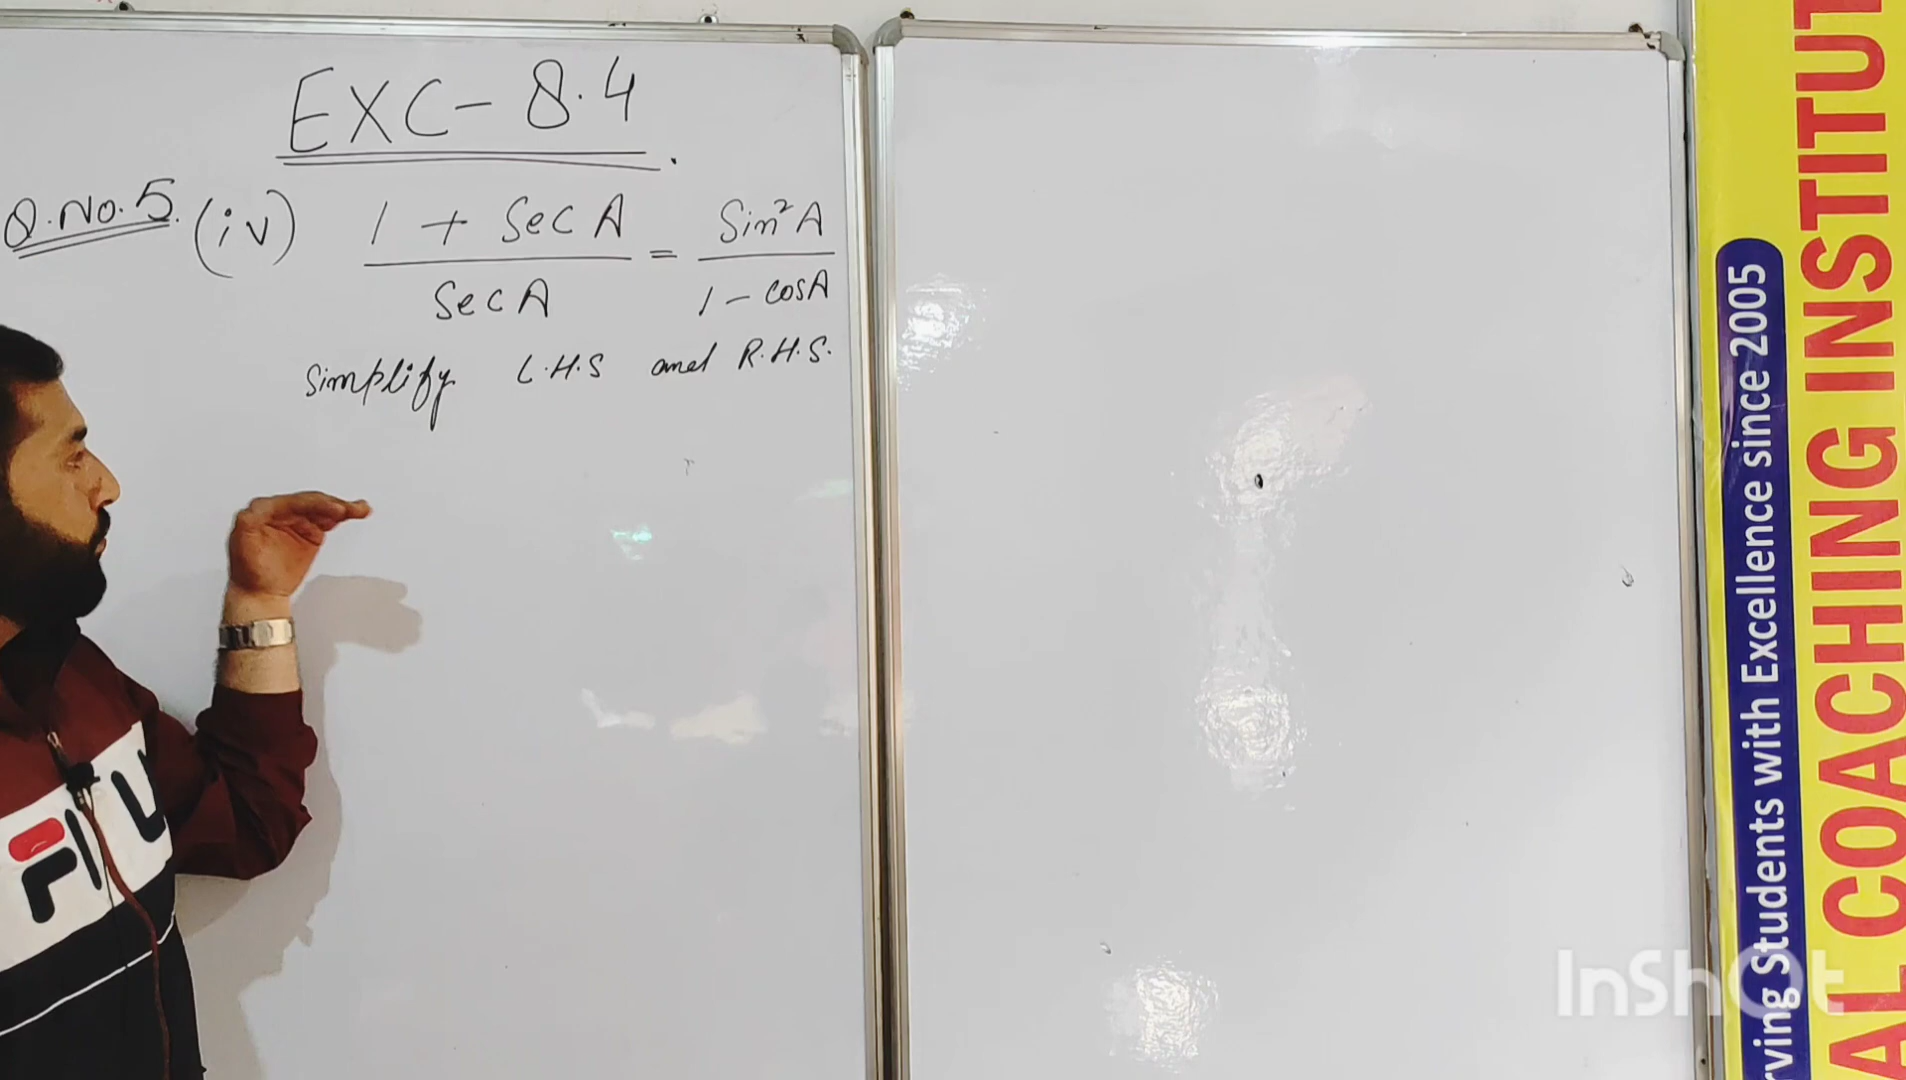 EXC - 8.4
Q.No.5. (iv) 1 + Sec A / Sec A = Sin²A / 1 - cosA
Simplify L.H.S and R.H.S.
FILA
rving Students with Excellence since 2005
AL COACHING INSTITUT
InShOt